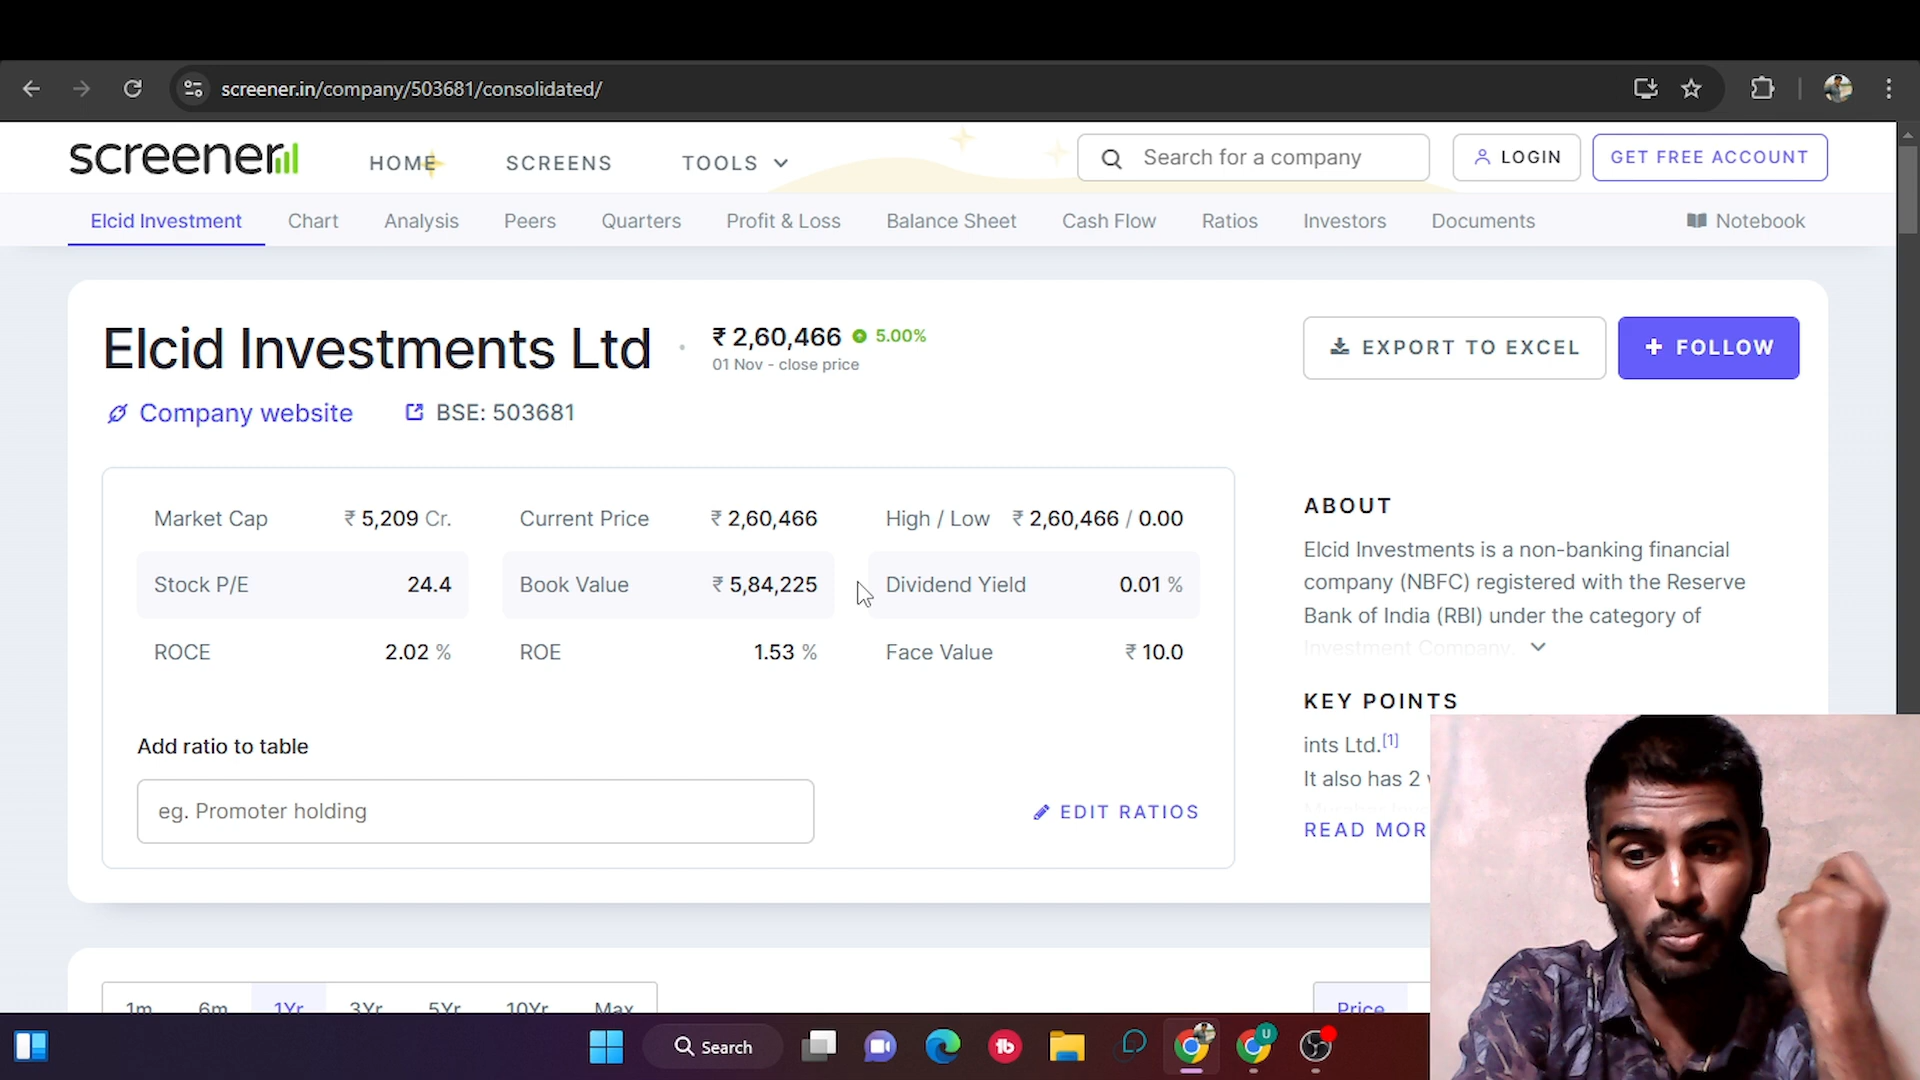 screener.in/company/503681/consolidated/
screener
HOME SCREENS TOOLS
Search for a company
LOGIN
GET FREE ACCOUNT
Elcid Investment Chart Analysis Peers Quarters Profit & Loss Balance Sheet Cash Flow Ratios Investors Documents Notebook
Elcid Investments Ltd
₹ 2,60,466 5.00%
01 Nov - close price
EXPORT TO EXCEL
+ FOLLOW
Company website
BSE: 503681
Market Cap ₹ 5,209 Cr.
Current Price ₹ 2,60,466
High / Low ₹ 2,60,466 / 0.00
Stock P/E 24.4
Book Value ₹ 5,84,225
Dividend Yield 0.01 %
ROCE 2.02 %
ROE 1.53 %
Face Value ₹ 10.0
Add ratio to table
eg. Promoter holding
EDIT RATIOS
ABOUT
Elcid Investments is a non-banking financial
company (NBFC) registered with the Reserve
Bank of India (RBI) under the category of
Investment Company.
KEY POINTS
ints Ltd.[1]
It also has 2
READ MOR
1m 6m 1Yr 3Yr 5Yr 10Yr Max
Price
Search